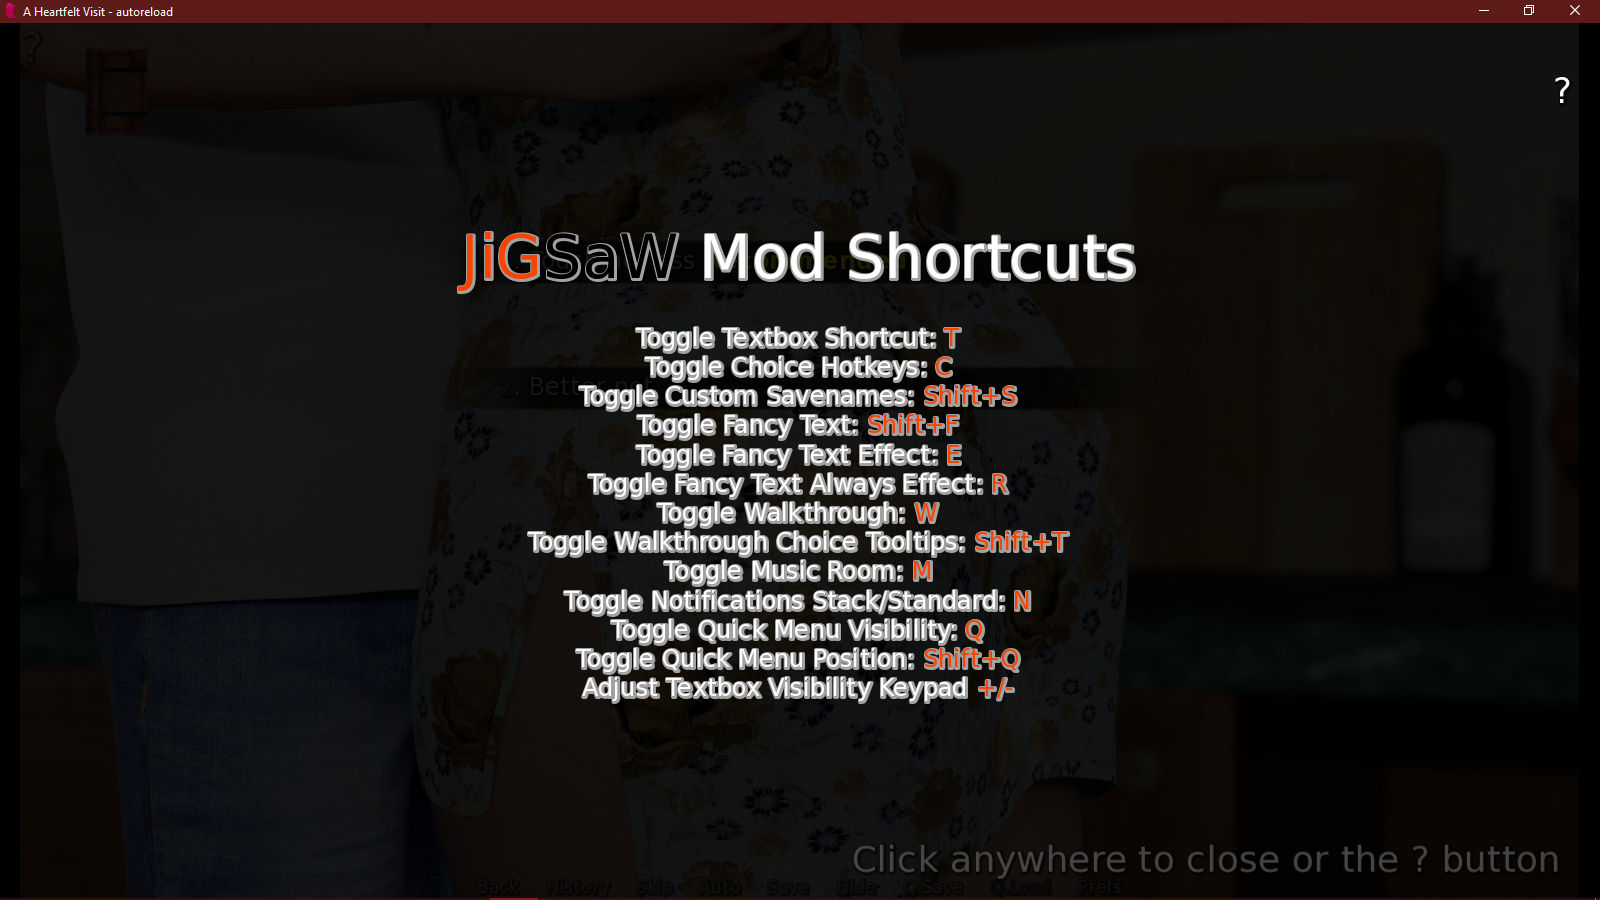 A Heartfelt Visit - autoreload
?
?
JiGSaW Mod Shortcuts
Toggle Textbox Shortcut: T
Toggle Choice Hotkeys: C
2. Better not
Toggle Custom Savenames: Shift+S
Toggle Fancy Text: Shift+F
Toggle Fancy Text Effect: E
Toggle Fancy Text Always Effect: R
Toggle Walkthrough: W
Toggle Walkthrough Choice Tooltips: Shift+T
Toggle Music Room: M
Toggle Notifications Stack/Standard: N
Toggle Quick Menu Visibility: Q
Toggle Quick Menu Position: Shift+Q
Adjust Textbox Visibility Keypad +/-
Click anywhere to close or the ? button
Back History Skip Auto Save Hide Q.Save Q.Load Prefs